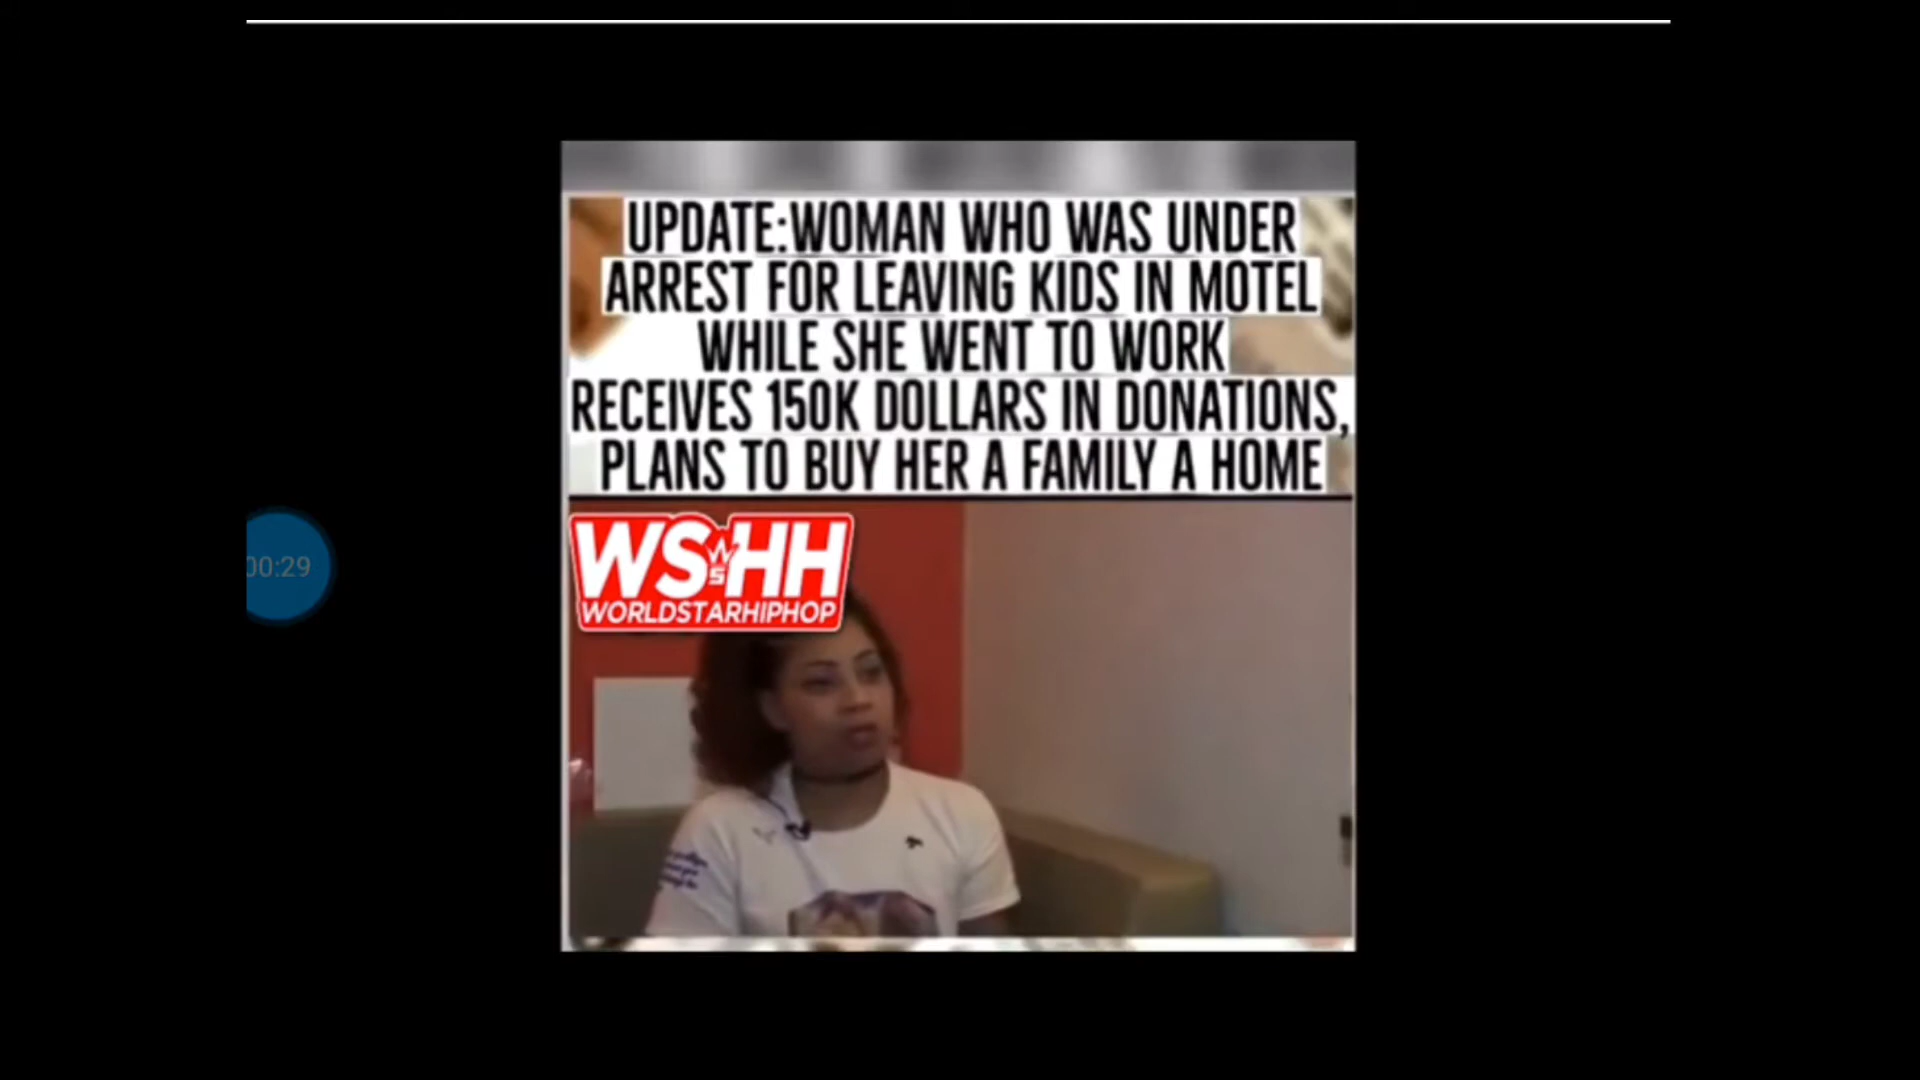 UPDATE:WOMAN WHO WAS UNDER
ARREST FOR LEAVING KIDS IN MOTEL
WHILE SHE WENT TO WORK
RECEIVES 150K DOLLARS IN DONATIONS,
PLANS TO BUY HER A FAMILY A HOME
WSHH
WORLDSTARHIPHOP
00:29